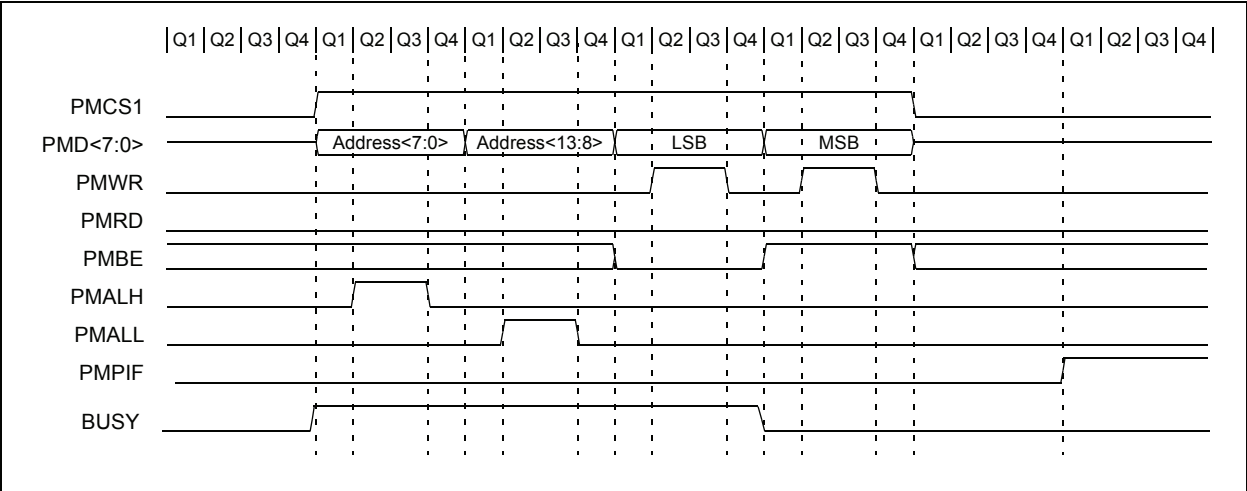 Q1 Q2 Q3 Q4 Q1 Q2 Q3 Q4 Q1 Q2 Q3 Q4 Q1 Q2 Q3 Q4 Q1 Q2 Q3 Q4 Q1 Q2 Q3 Q4 Q1 Q2 Q3 Q4
PMCS1
PMD<7:0> Address<7:0> Address<13:8> LSB MSB
PMWR
PMRD
PMBE
PMALH
PMALL
PMPIF
BUSY